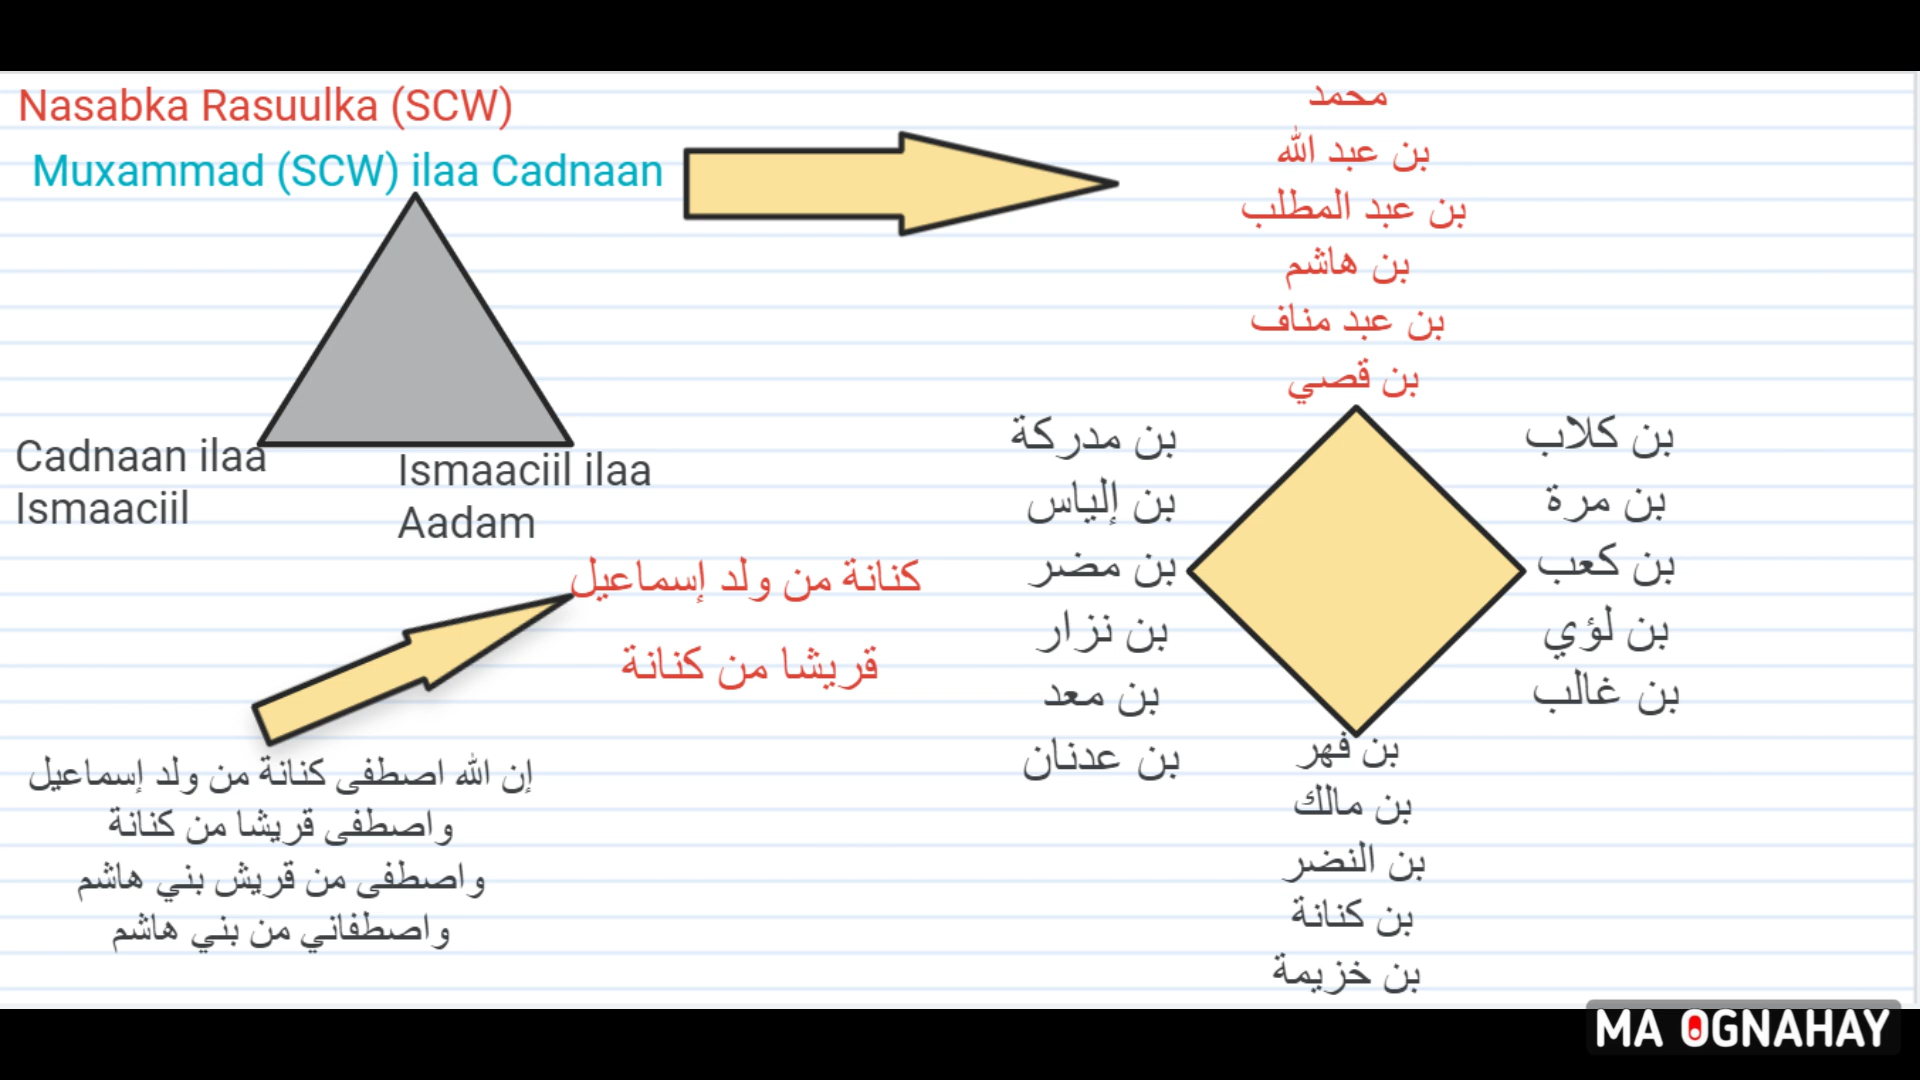 Nasabka Rasuulka (SCW)
Muxammad (SCW) ilaa Cadnaan
Cadnaan ilaa
Ismaaciil
Ismaaciil ilaa
Aadam
كنانة من ولد إسماعيل
قريشا من كنانة
إن الله اصطفى كنانة من ولد إسماعيل
واصطفى قريشا من كنانة
واصطفى من قريش بني هاشم
واصطفاني من بني هاشم
محمد
بن عبد الله
بن عبد المطلب
بن هاشم
بن عبد مناف
بن قصي
بن كلاب
بن مرة
بن كعب
بن لؤي
بن غالب
بن فهر
بن مالك
بن النضر
بن كنانة
بن خزيمة
بن مدركة
بن إلياس
بن مضر
بن نزار
بن معد
بن عدنان
MA OGNAHAY